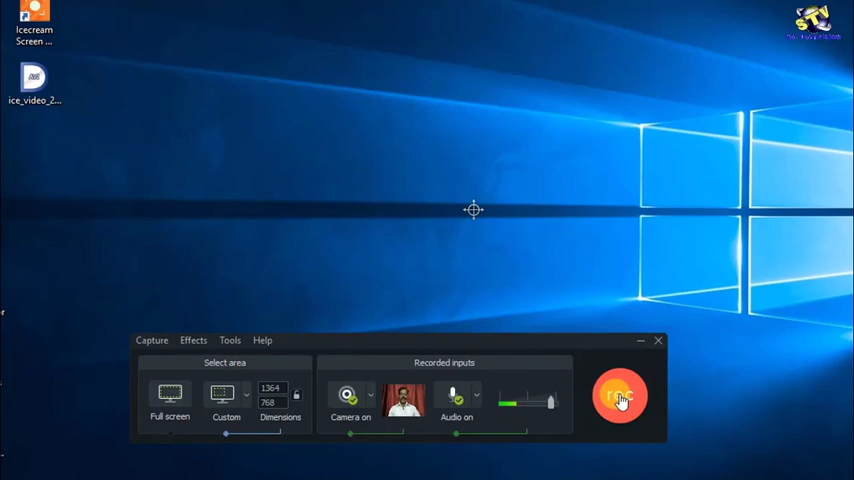 Icecream
Screen ...
ice_video_2...
STV
Capture Effects Tools Help
Select area
Recorded inputs
1364
768
rec
Full screen
Custom
Dimensions
Camera on
Audio on